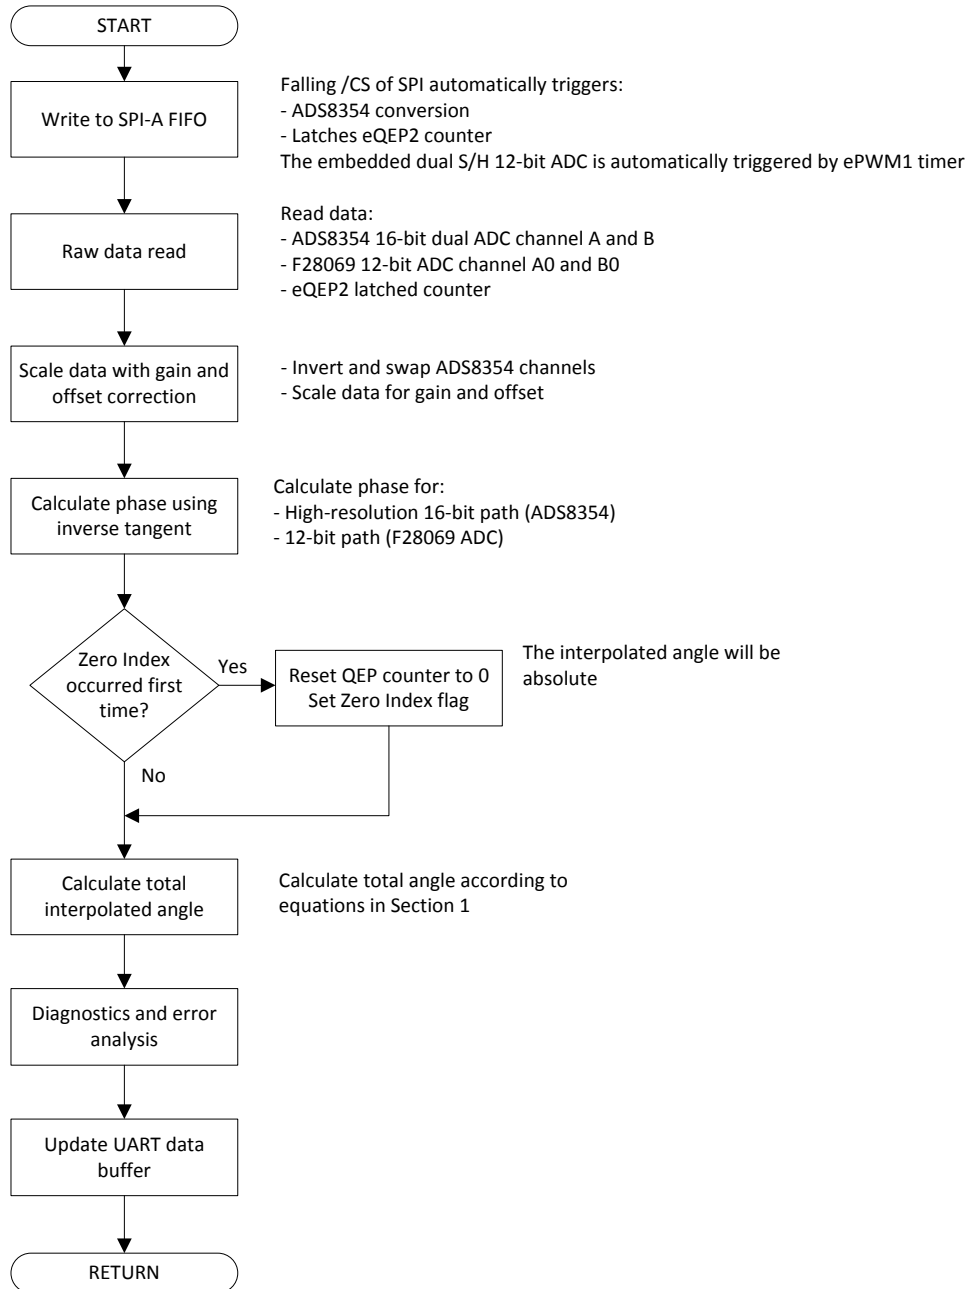 START
Write to SPI-A FIFO
Falling /CS of SPI automatically triggers:
- ADS8354 conversion
- Latches eQEP2 counter
The embedded dual S/H 12-bit ADC is automatically triggered by ePWM1 timer
Raw data read
Read data:
- ADS8354 16-bit dual ADC channel A and B
- F28069 12-bit ADC channel A0 and B0
- eQEP2 latched counter
Scale data with gain and
offset correction
- Invert and swap ADS8354 channels
- Scale data for gain and offset
Calculate phase using
inverse tangent
Calculate phase for:
- High-resolution 16-bit path (ADS8354)
- 12-bit path (F28069 ADC)
Zero Index
occurred first
time?
Yes
Reset QEP counter to 0
Set Zero Index flag
The interpolated angle will be
absolute
No
Calculate total
interpolated angle
Calculate total angle according to
equations in Section 1
Diagnostics and error
analysis
Update UART data
buffer
RETURN